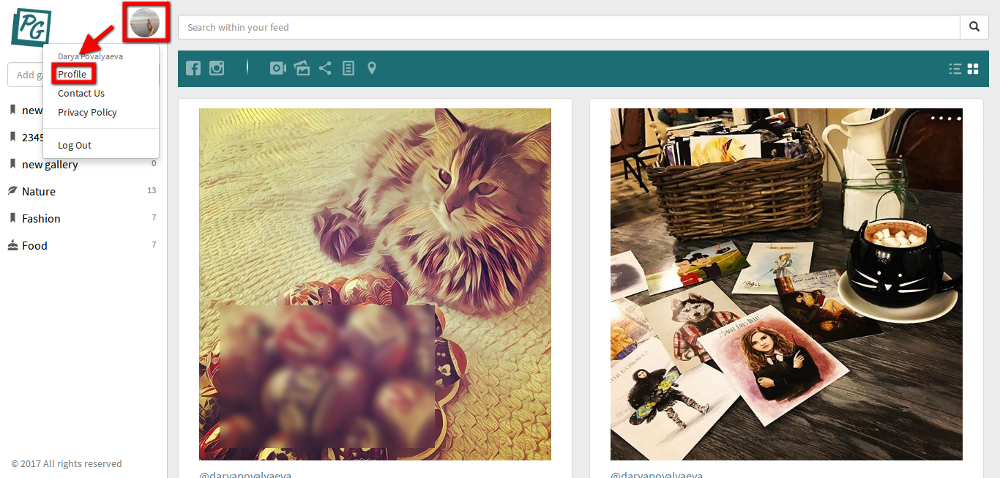 PG
Search within your feed
Darya Povalyaeva
Profile
Contact Us
Privacy Policy
Log Out
Add ga
new
2345
new gallery 0
Nature 13
Fashion 7
Food 7
© 2017 All rights reserved
@daryapovalyaeva
@daryapovalyaeva